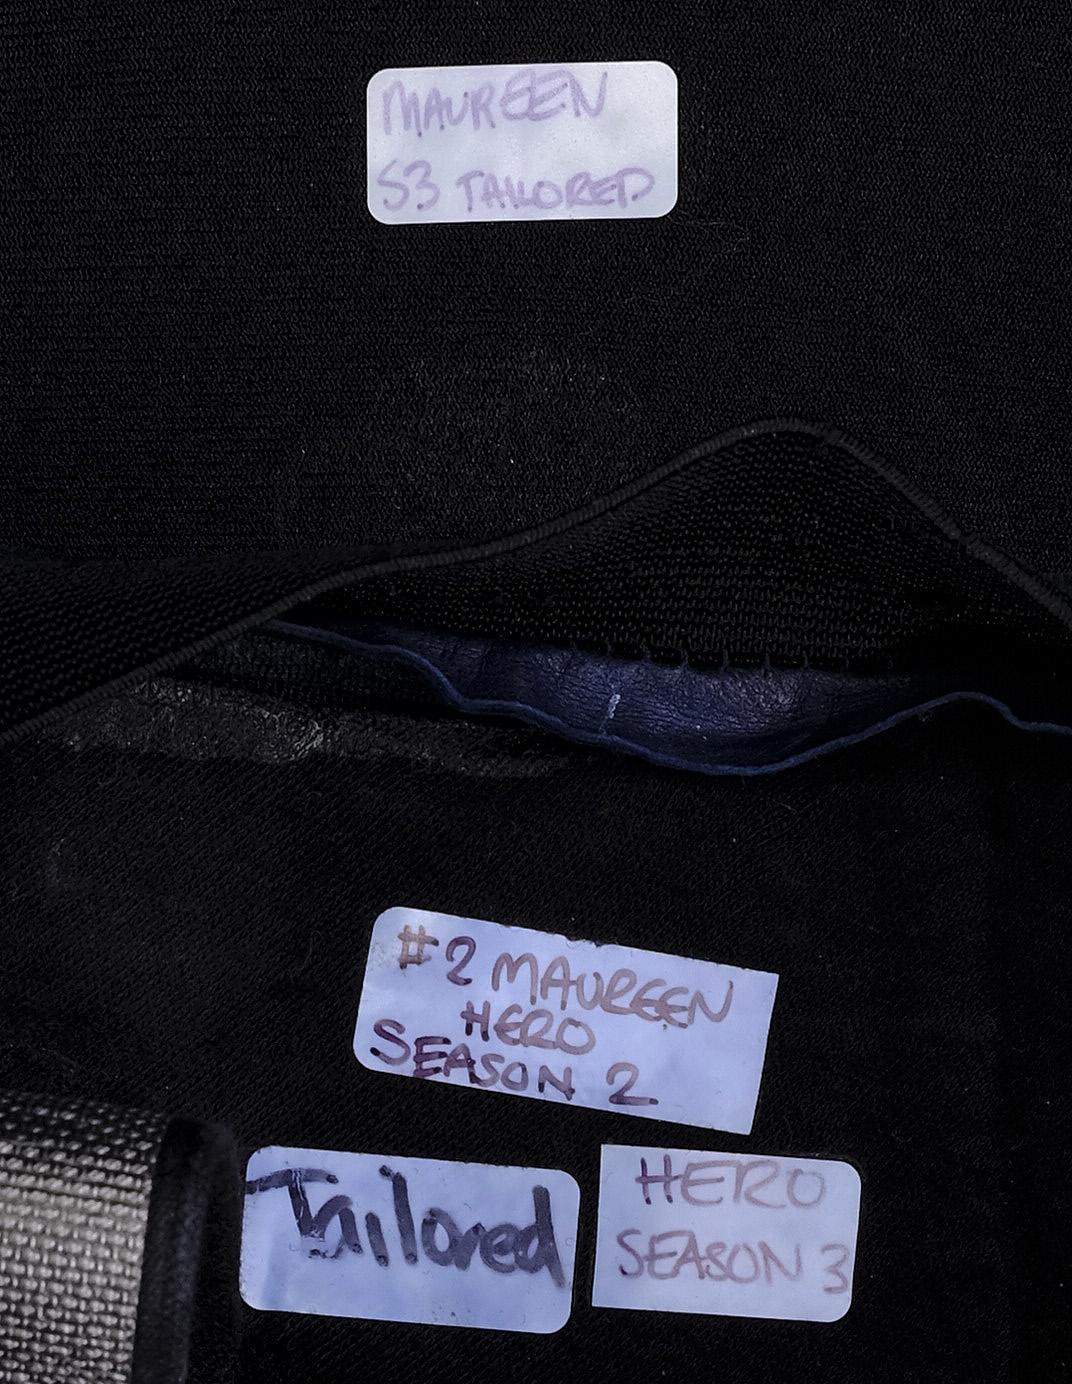 MAUREEN
S3 TAILORED
#2 MAUREEN
HERO
SEASON 2
Tailored
HERO
SEASON 3